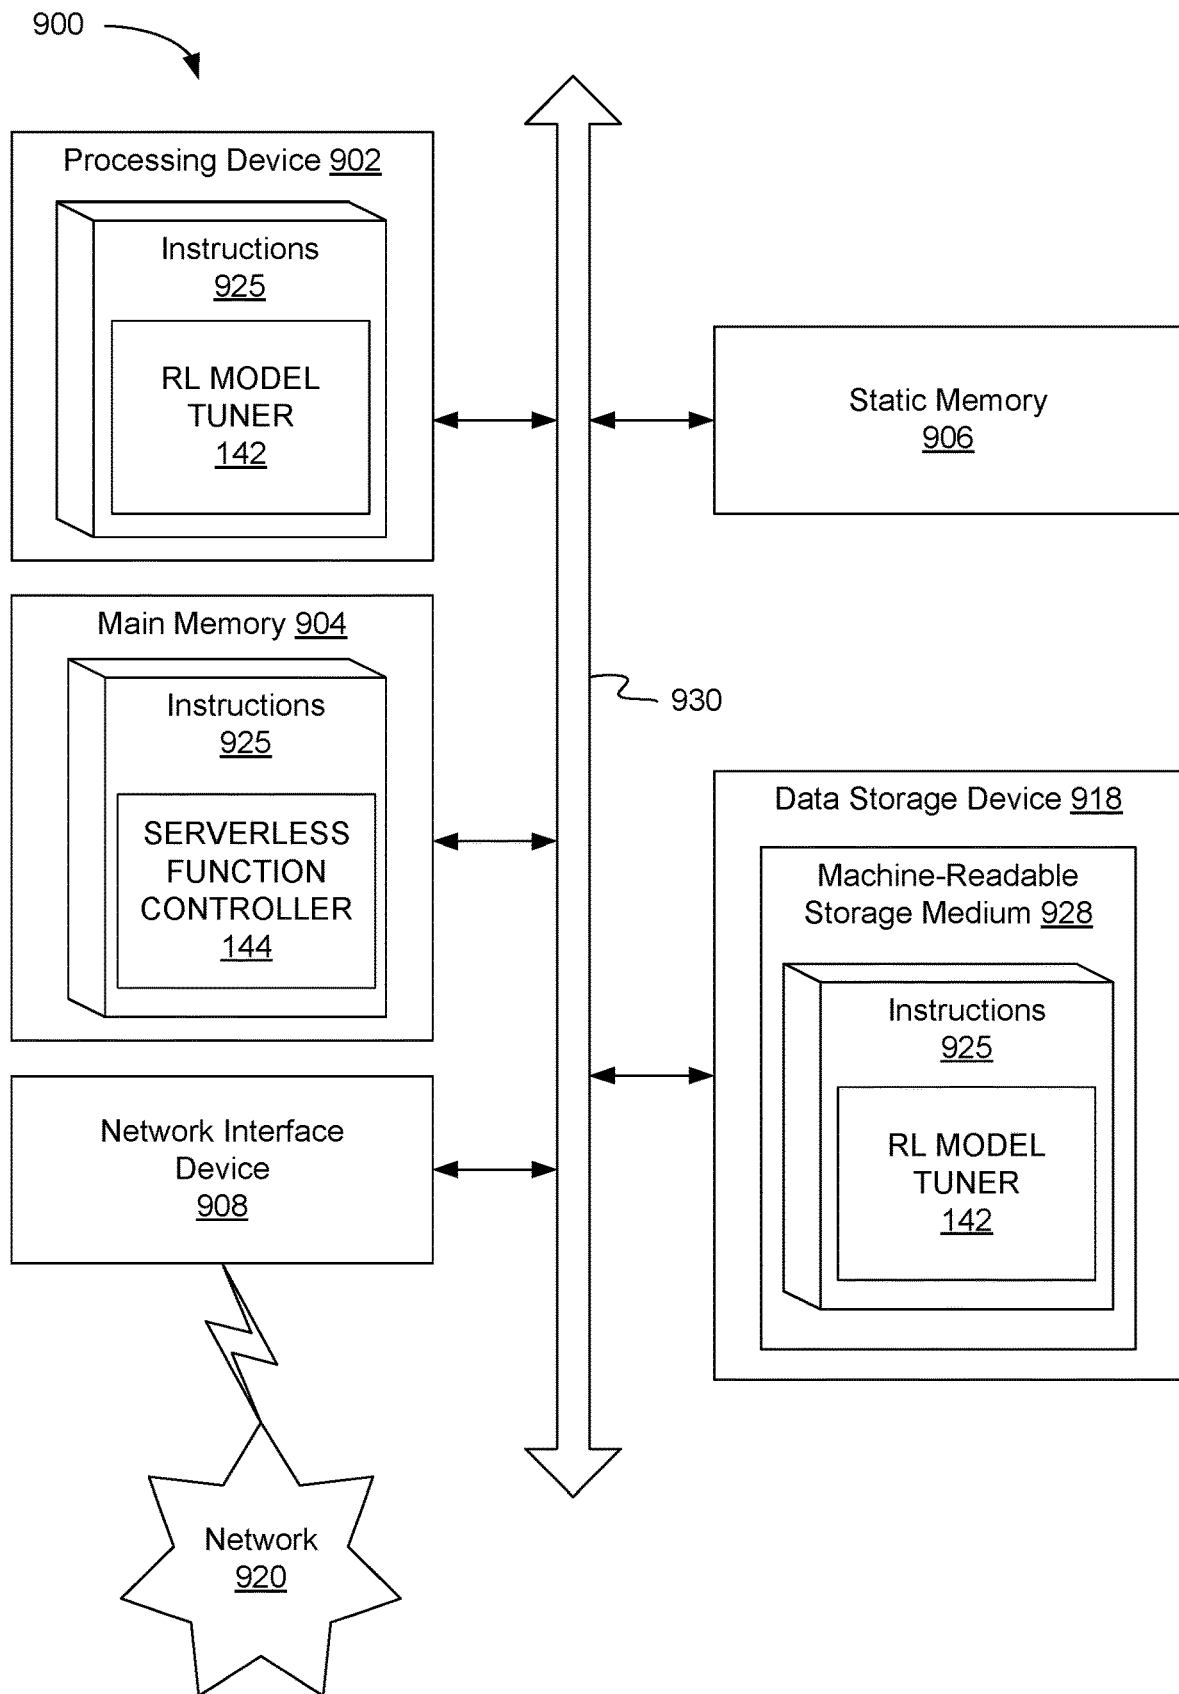 900
Processing Device 902
Instructions
925
RL MODEL
TUNER
142
Static Memory
906
Main Memory 904
Instructions
925
SERVERLESS
FUNCTION
CONTROLLER
144
930
Data Storage Device 918
Machine-Readable
Storage Medium 928
Instructions
925
RL MODEL
TUNER
142
Network Interface
Device
908
Network
920